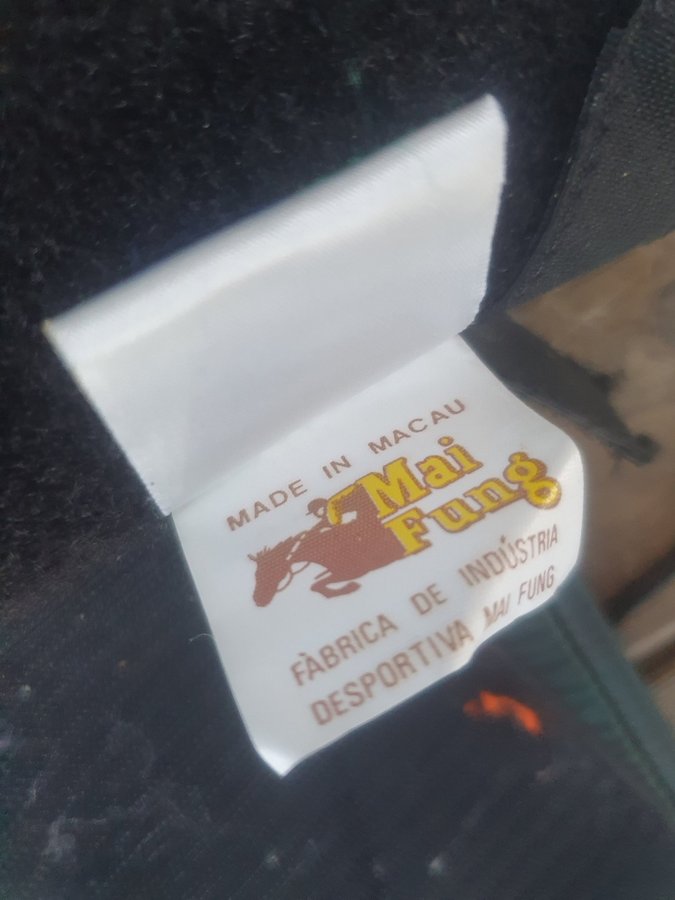 MADE IN MACAU
Mai
Fung
FÀBRICA DE INDÚSTRIA
DESPORTIVA MAI FUNG